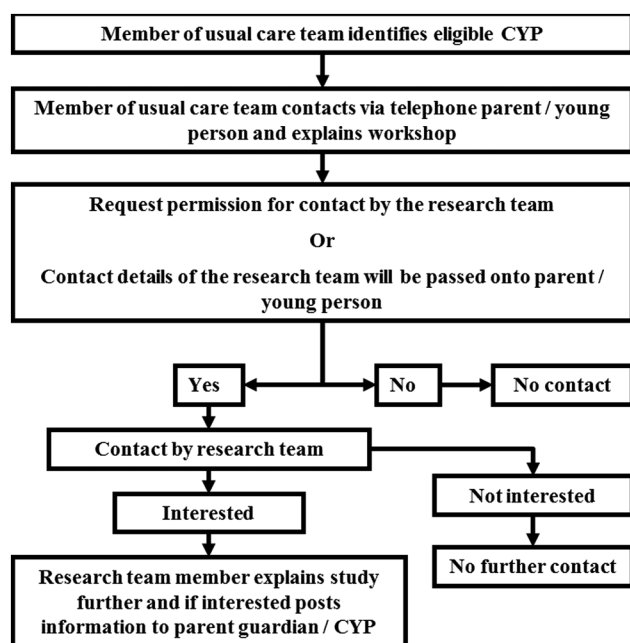 Member of usual care team identifies eligible CYP
Member of usual care team contacts via telephone parent / young
person and explains workshop
Request permission for contact by the research team
Or
Contact details of the research team will be passed onto parent /
young person
Yes
No
No contact
Contact by research team
Not interested
Interested
No further contact
Research team member explains study
further and if interested posts
information to parent guardian / CYP